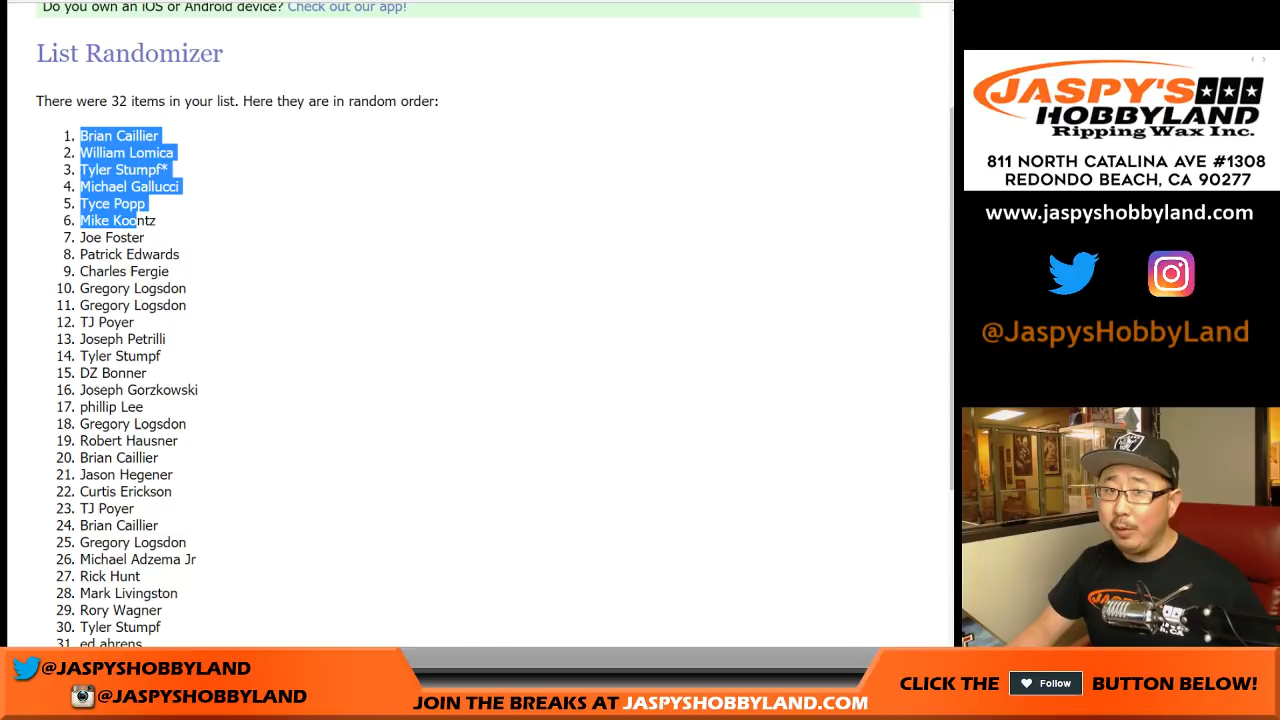 Do you own an iOS or Android device? Check out our app!
List Randomizer
There were 32 items in your list. Here they are in random order:
1. Brian Caillier
2. William Lomica
3. Tyler Stumpf*
4. Michael Gallucci
5. Tyce Popp
6. Mike Koontz
7. Joe Foster
8. Patrick Edwards
9. Charles Fergie
10. Gregory Logsdon
11. Gregory Logsdon
12. TJ Poyer
13. Joseph Petrilli
14. Tyler Stumpf
15. DZ Bonner
16. Joseph Gorzkowski
17. phillip Lee
18. Gregory Logsdon
19. Robert Hausner
20. Brian Caillier
21. Jason Hegener
22. Curtis Erickson
23. TJ Poyer
24. Brian Caillier
25. Gregory Logsdon
26. Michael Adzema Jr
27. Rick Hunt
28. Mark Livingston
29. Rory Wagner
30. Tyler Stumpf
31. ed ahrens
JASPY'S
HOBBYLAND
Ripping Wax Inc.
811 NORTH CATALINA AVE #1308
REDONDO BEACH, CA 90277
www.jaspyshobbyland.com
@JaspysHobbyLand
@JASPYSHOBBYLAND
@JASPYSHOBBYLAND
JOIN THE BREAKS AT JASPYSHOBBYLAND.COM
CLICK THE Follow BUTTON BELOW!